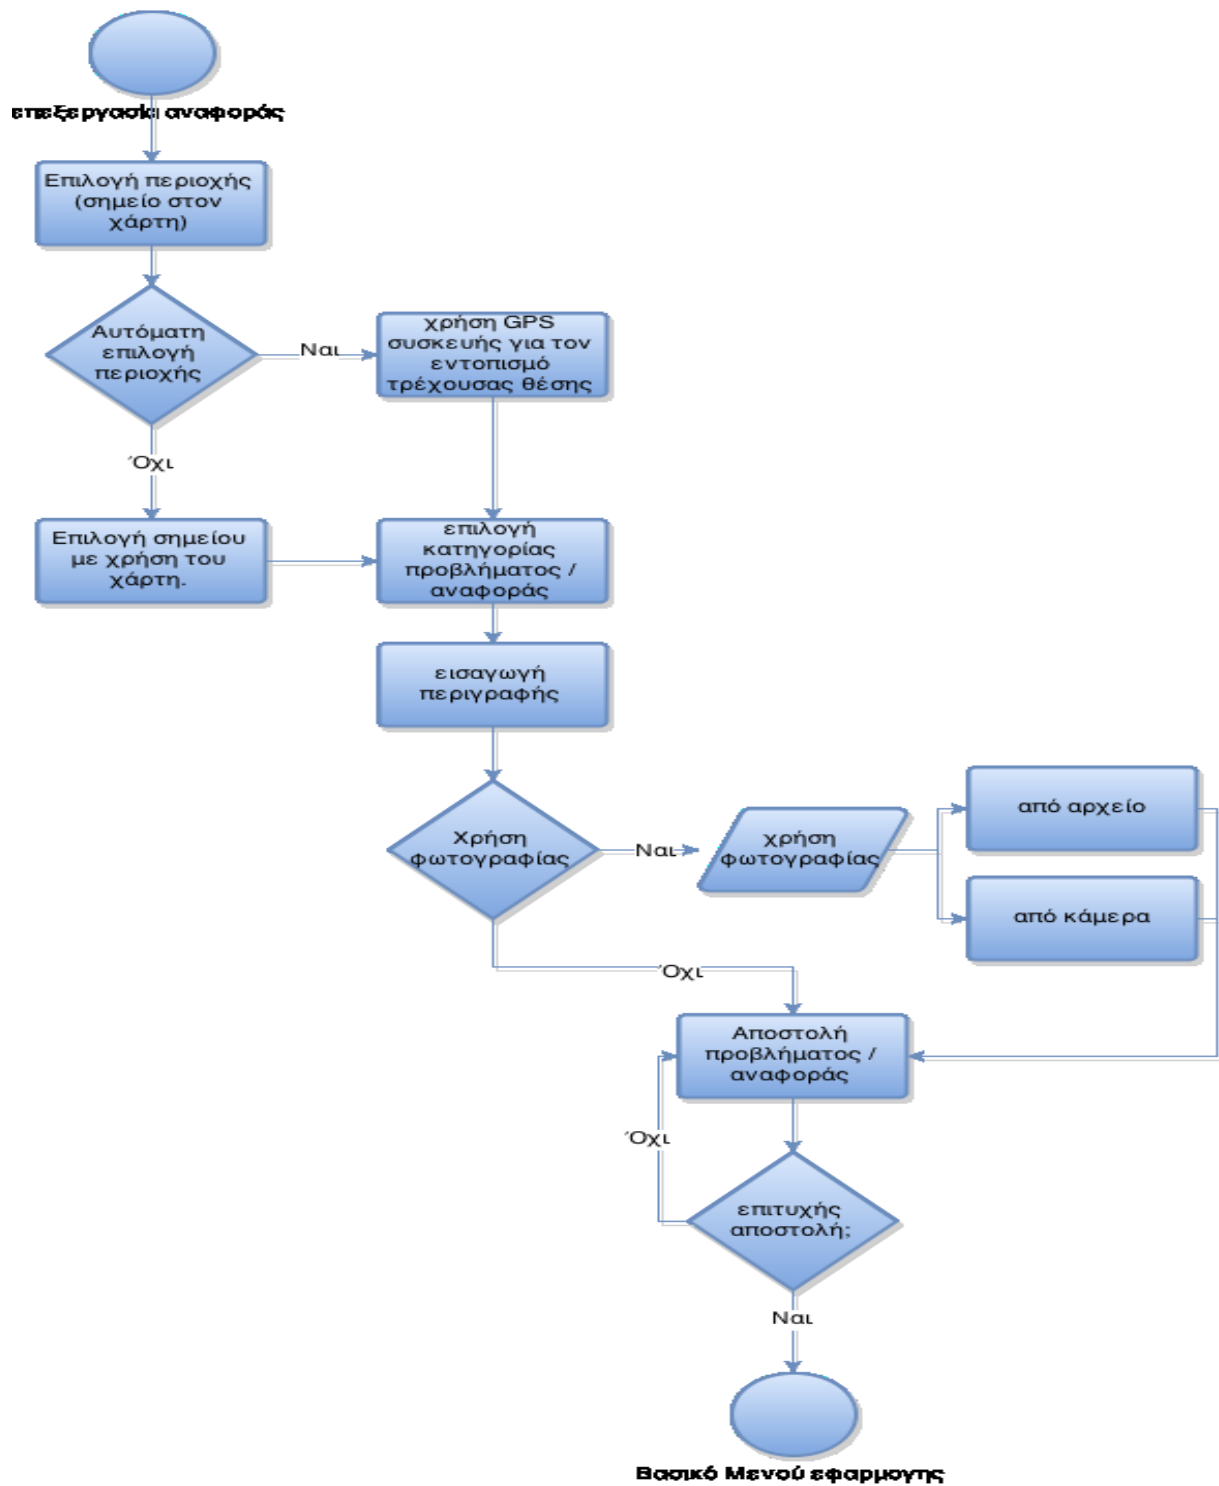 επεξεργασία αναφοράς
Επιλογή περιοχής
(σημείο στον
χάρτη)
Αυτόματη
επιλογή
περιοχής
Ναι
χρήση GPS
συσκευής για τον
εντοπισμό
τρέχουσας θέσης
Όχι
Επιλογή σημείου
με χρήση του
χάρτη.
επιλογή
κατηγορίας
προβλήματος /
αναφοράς
εισαγωγή
περιγραφής
Χρήση
φωτογραφίας
Ναι
χρήση
φωτογραφίας
από αρχείο
από κάμερα
Όχι
Αποστολή
προβλήματος /
αναφοράς
Όχι
επιτυχής
αποστολή;
Ναι
Βασικό Μενού εφαρμογης